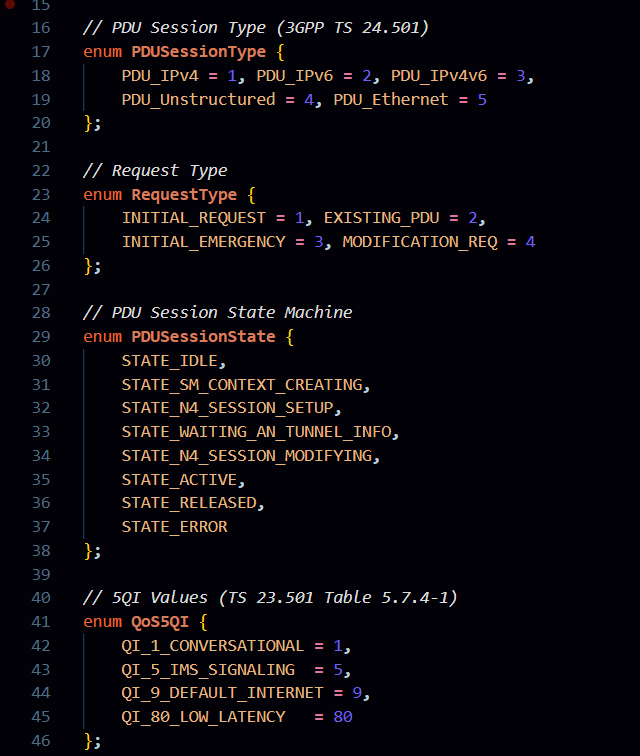 15
16 // PDU Session Type (3GPP TS 24.501)
17 enum PDUSessionType {
18     PDU_IPv4 = 1, PDU_IPv6 = 2, PDU_IPv4v6 = 3,
19     PDU_Unstructured = 4, PDU_Ethernet = 5
20 };
21
22 // Request Type
23 enum RequestType {
24     INITIAL_REQUEST = 1, EXISTING_PDU = 2,
25     INITIAL_EMERGENCY = 3, MODIFICATION_REQ = 4
26 };
27
28 // PDU Session State Machine
29 enum PDUSessionState {
30     STATE_IDLE,
31     STATE_SM_CONTEXT_CREATING,
32     STATE_N4_SESSION_SETUP,
33     STATE_WAITING_AN_TUNNEL_INFO,
34     STATE_N4_SESSION_MODIFYING,
35     STATE_ACTIVE,
36     STATE_RELEASED,
37     STATE_ERROR
38 };
39
40 // 5QI Values (TS 23.501 Table 5.7.4-1)
41 enum QoS5QI {
42     QI_1_CONVERSATIONAL = 1,
43     QI_5_IMS_SIGNALING  = 5,
44     QI_9_DEFAULT_INTERNET = 9,
45     QI_80_LOW_LATENCY   = 80
46 };